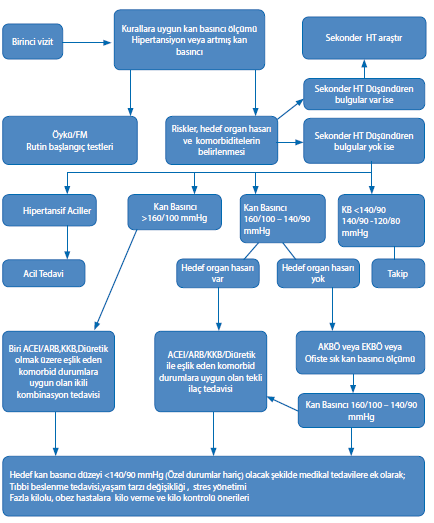 Birinci vizit
Kurallara uygun kan basıncı ölçümü
Hipertansiyon veya artmış kan
basıncı
Sekonder HT araştır
Öykü/FM
Rutin başlangıç testleri
Riskler, hedef organ hasarı
ve komorbiditelerin
belirlenmesi
Sekonder HT Düşündüren
bulgular var ise
Sekonder HT Düşündüren
bulgular yok ise
Hipertansif Aciller
Kan Basıncı
>160/100 mmHg
Kan Basıncı
160/100 – 140/90
mmHg
KB <140/90
140/90 -120/80
mmHg
Acil Tedavi
Hedef organ hasarı
var
Hedef organ hasarı
yok
Takip
Biri ACEI/ARB,KKB,Diüretik
olmak üzere eşlik eden
komorbid durumlara
uygun olan ikili
kombinasyon tedavisi
ACEI/ARB/KKB/Diüretik
ile eşlik eden komorbid
durumlara uygun olan tekli
ilaç tedavisi
AKBÖ veya EKBÖ veya
Ofiste sık kan basıncı ölçümü
Kan Basıncı 160/100 – 140/90
mmHg
Hedef kan basıncı düzeyi <140/90 mmHg (Özel durumlar hariç) olacak şekilde medikal tedavilere ek olarak;
Tıbbi beslenme tedavisi,yaşam tarzı değişikliği , stres yönetimi
Fazla kilolu, obez hastalara kilo verme ve kilo kontrolü önerileri